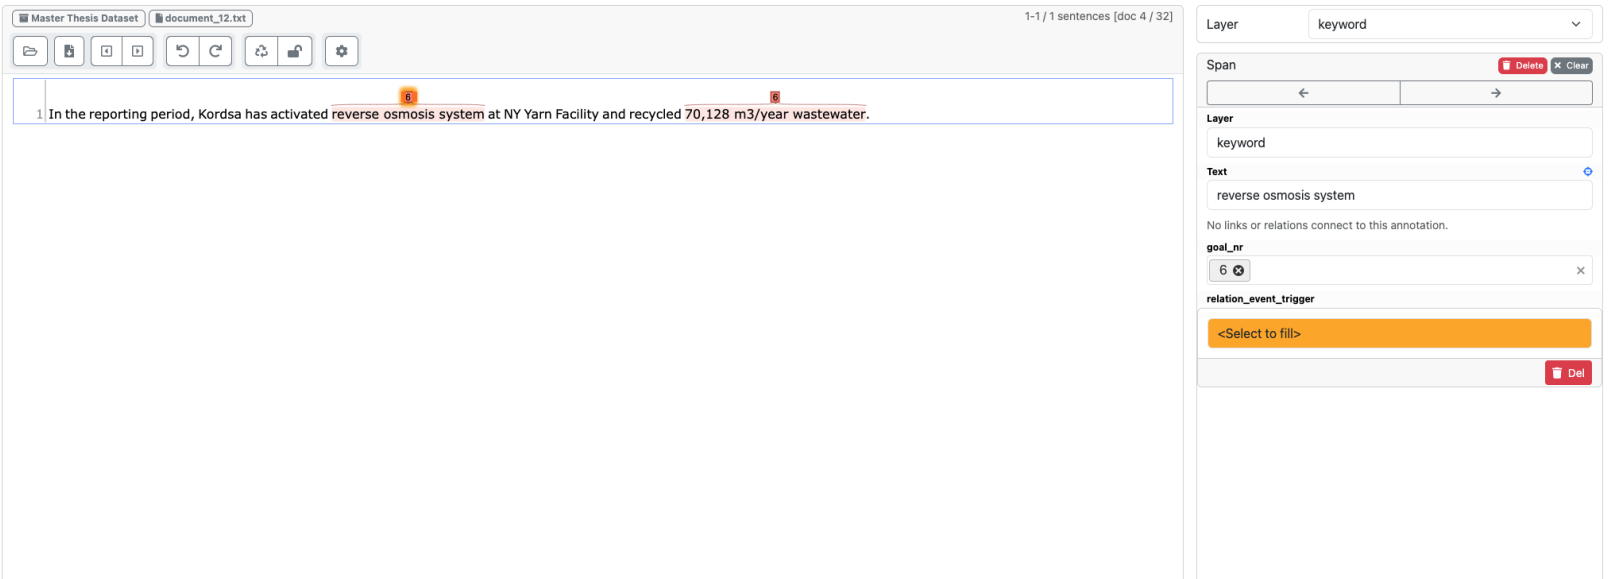 Master Thesis Dataset document_12.txt 1-1 / 1 sentences [doc 4 / 32]
6 6
1 In the reporting period, Kordsa has activated reverse osmosis system at NY Yarn Facility and recycled 70,128 m3/year wastewater.
Layer keyword
Span Delete Clear
Layer
keyword
Text
reverse osmosis system
No links or relations connect to this annotation.
goal_nr
6
relation_event_trigger
<Select to fill>
Del